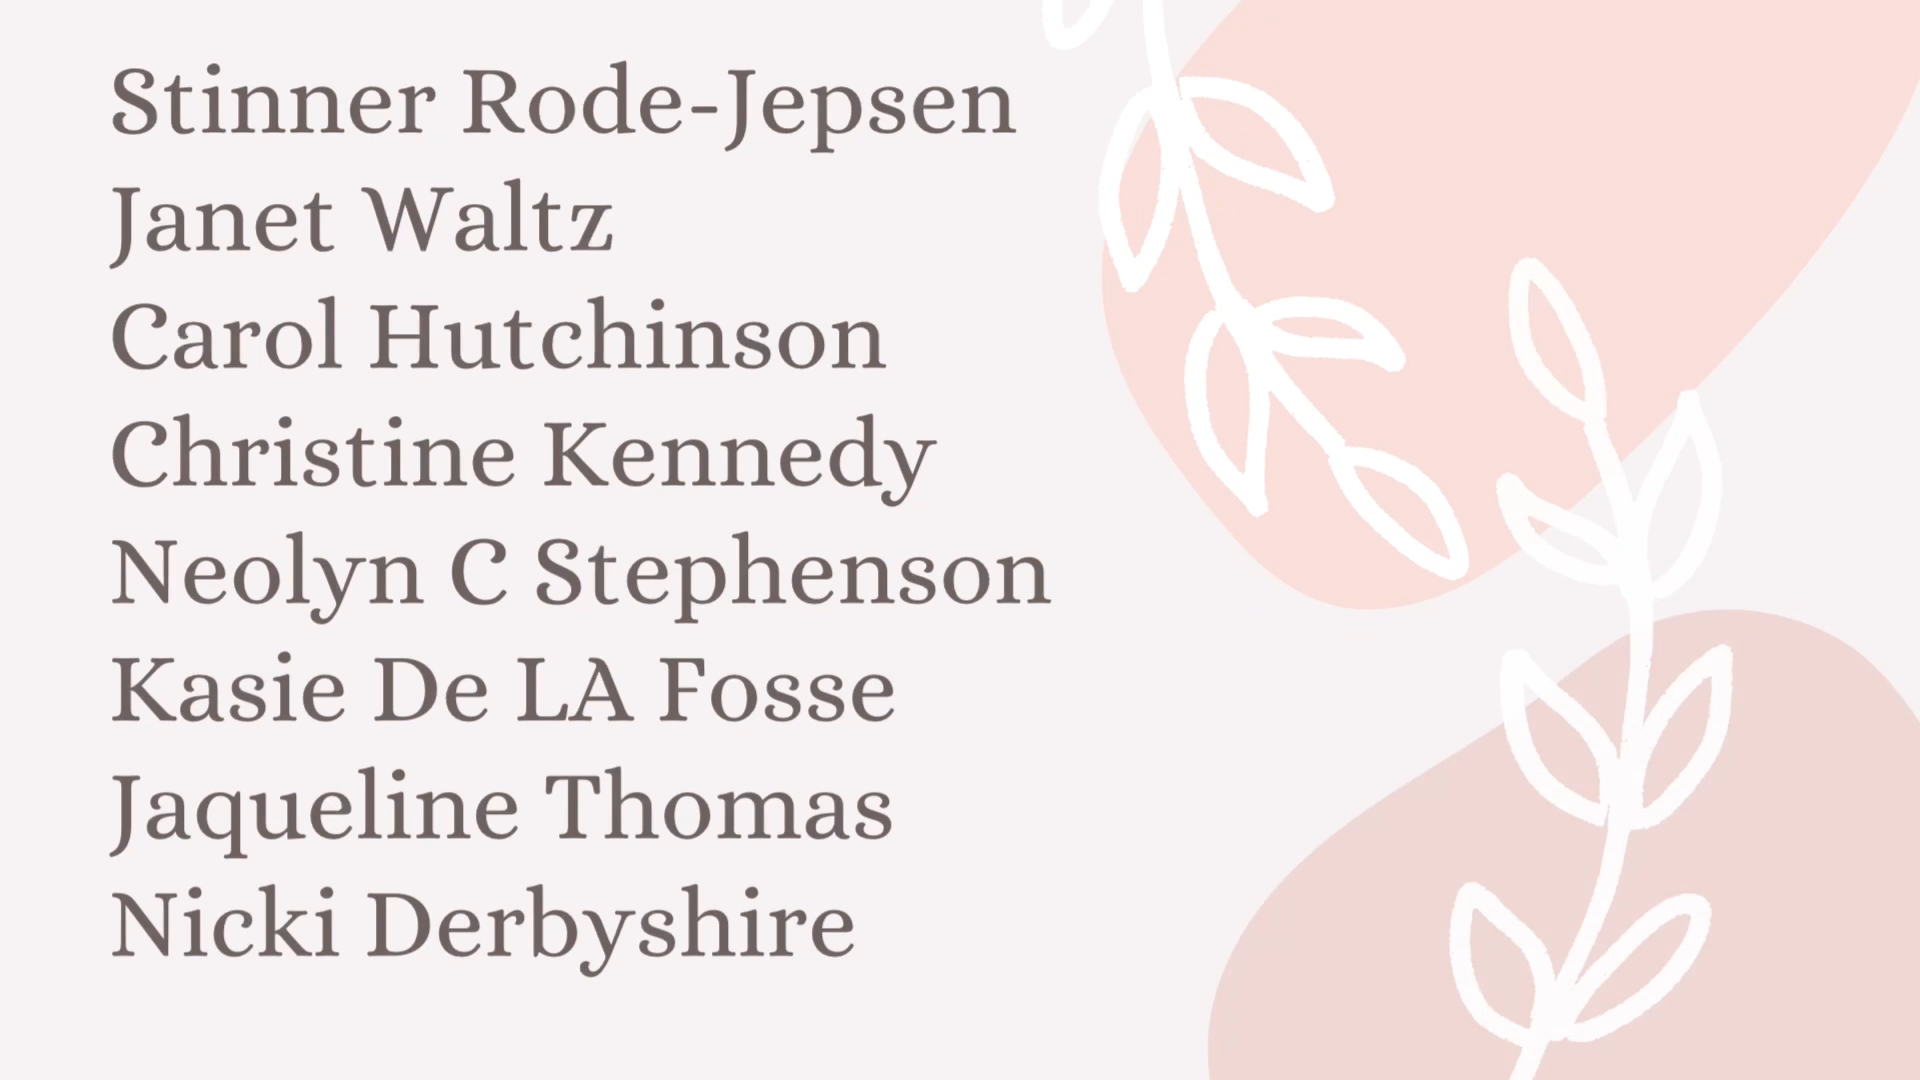 Stinner Rode-Jepsen
Janet Waltz
Carol Hutchinson
Christine Kennedy
Neolyn C Stephenson
Kasie De LA Fosse
Jaqueline Thomas
Nicki Derbyshire